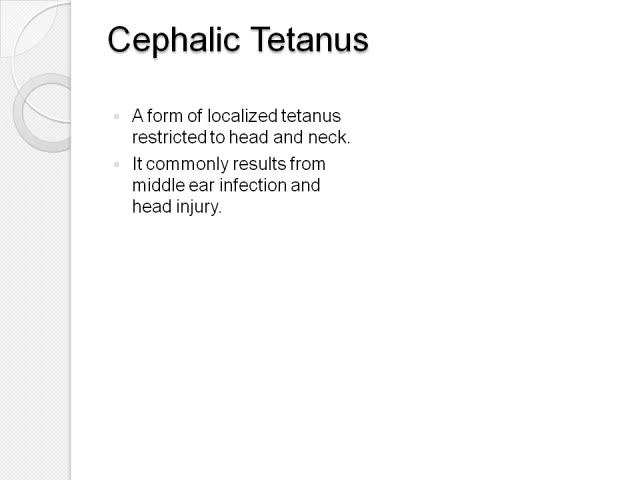 Cephalic Tetanus
A form of localized tetanus
restricted to head and neck.
It commonly results from
middle ear infection and
head injury.